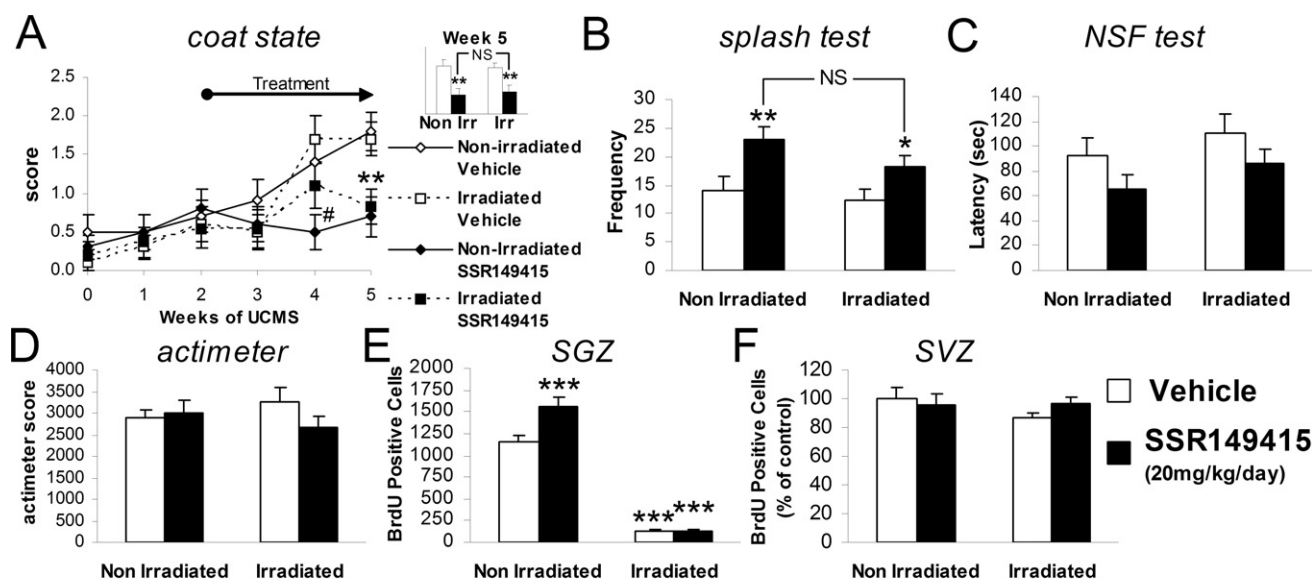 A
coat state
Week 5
NS
**
**
Non Irr
Irr
Treatment
score
2.5
2.0
1.5
1.0
0.5
0.0
**
#
0 1 2 3 4 5
Weeks of UCMS
Non-irradiated
Vehicle
Irradiated
Vehicle
Non-Irradiated
SSR149415
Irradiated
SSR149415
B
splash test
NS
Frequency
30
25
20
15
10
5
0
**
*
Non Irradiated Irradiated
C
NSF test
Latency (sec)
140
120
100
80
60
40
20
0
Non Irradiated Irradiated
D
actimeter
actimeter score
4000
3500
3000
2500
2000
1500
1000
500
0
Non Irradiated Irradiated
E
SGZ
BrdU Positive Cells
2000
1750
1500
1250
1000
750
500
250
0
***
*** ***
Non Irradiated Irradiated
F
SVZ
BrdU Positive Cells
(% of control)
120
100
80
60
40
20
0
Non Irradiated Irradiated
Vehicle
SSR149415
(20mg/kg/day)